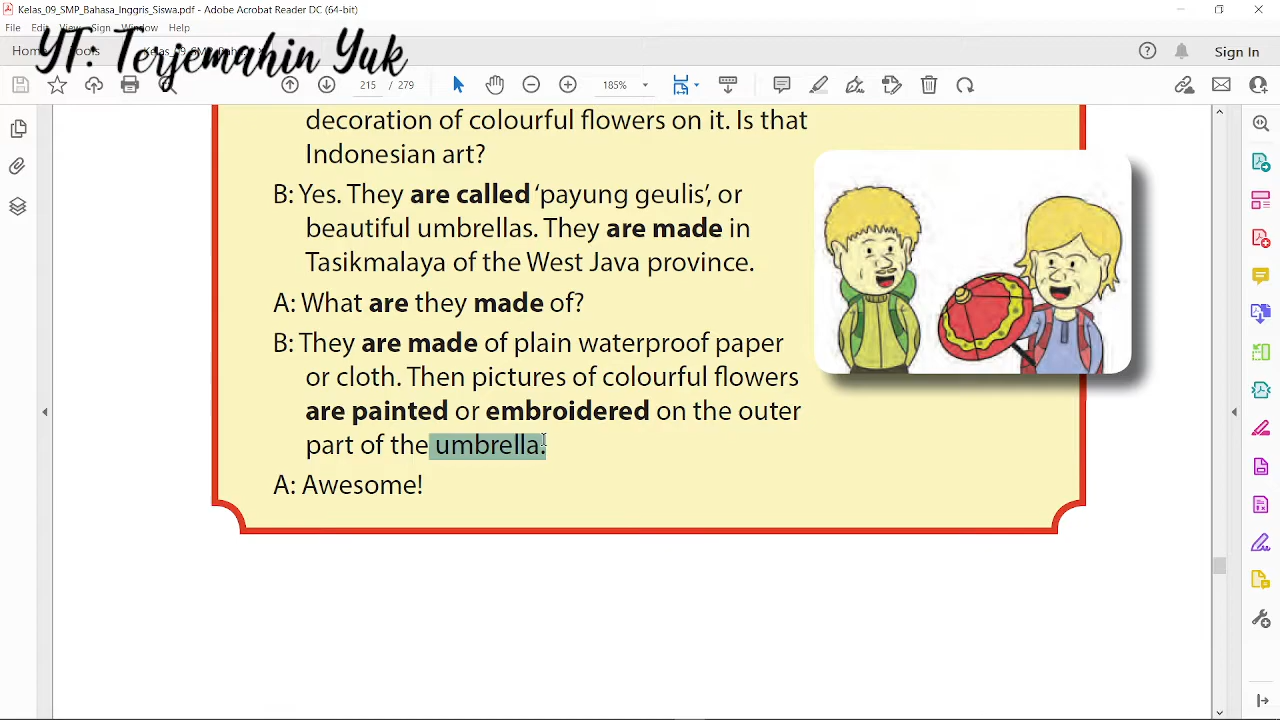 Kelas_09_SMP_Bahasa_Inggris_Siswa.pdf - Adobe Acrobat Reader DC (64-bit)
File Edit View Sign Window Help
YT: Terjemahin Yuk
Home Tools
Sign In
215 / 279
185%
decoration of colourful flowers on it. Is that
Indonesian art?
B: Yes. They are called ‘payung geulis’, or
beautiful umbrellas. They are made in
Tasikmalaya of the West Java province.
A: What are they made of?
B: They are made of plain waterproof paper
or cloth. Then pictures of colourful flowers
are painted or embroidered on the outer
part of the umbrella.
A: Awesome!